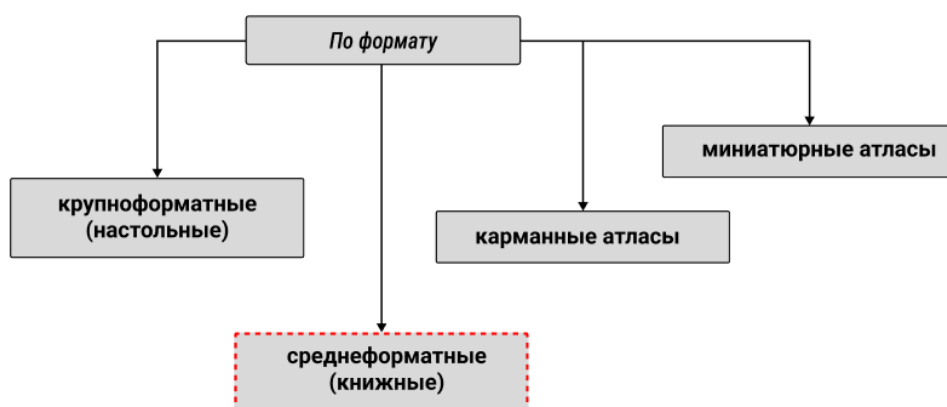 По формату
миниатюрные атласы
крупноформатные
(настольные)
карманные атласы
среднеформатные
(книжные)